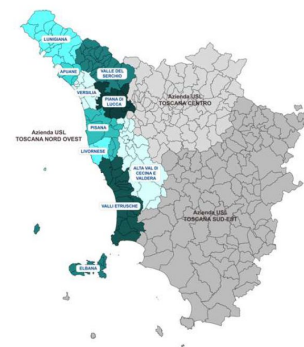 LUNIGIANA
APUANE
VALLE DEL
SERCHIO
VERSILIA
PIANA DI
LUCCA
Azienda USL
TOSCANA CENTRO
Azienda USL
TOSCANA NORD OVEST
PISANA
LIVORNESE
ALTA VAL DI
CECINA E
VALDERA
VALLI ETRUSCHE
Azienda USL
TOSCANA SUD-EST
ELBANA